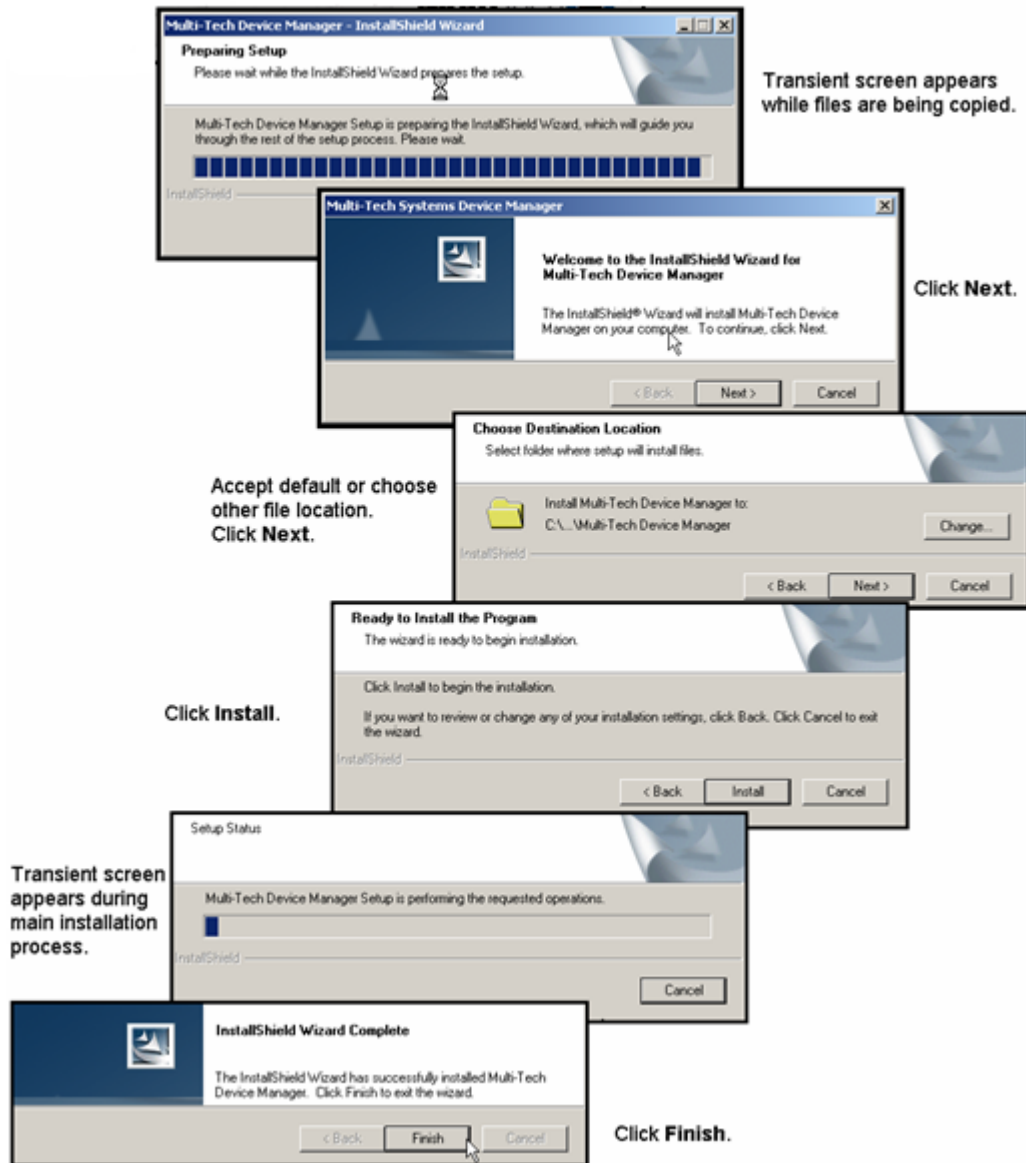 Multi-Tech Device Manager - InstallShield Wizard
Preparing Setup
Please wait while the InstallShield Wizard prepares the setup.
Multi-Tech Device Manager Setup is preparing the InstallShield Wizard, which will guide you
through the rest of the setup process. Please wait.
InstallShield
Transient screen appears
while files are being copied.
Multi-Tech Systems Device Manager
Welcome to the InstallShield Wizard for
Multi-Tech Device Manager
The InstallShield® Wizard will install Multi-Tech Device
Manager on your computer. To continue, click Next.
< Back
Next >
Cancel
Click Next.
Choose Destination Location
Select folder where setup will install files.
Install Multi-Tech Device Manager to:
C:\...\Multi-Tech Device Manager
Change...
InstallShield
< Back
Next >
Cancel
Accept default or choose
other file location.
Click Next.
Ready to Install the Program
The wizard is ready to begin installation.
Click Install to begin the installation.
If you want to review or change any of your installation settings, click Back. Click Cancel to exit
the wizard.
InstallShield
< Back
Install
Cancel
Click Install.
Setup Status
Multi-Tech Device Manager Setup is performing the requested operations.
InstallShield
Cancel
Transient screen
appears during
main installation
process.
InstallShield Wizard Complete
The InstallShield Wizard has successfully installed Multi-Tech
Device Manager. Click Finish to exit the wizard.
< Back
Finish
Cancel
Click Finish.